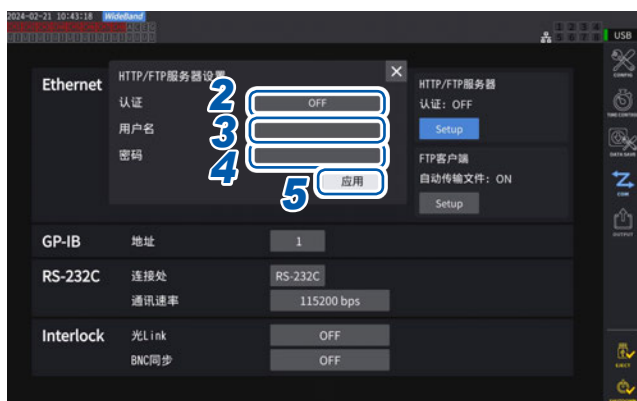 2024-02-21 10:43:18 WideBand
USB
Ethernet
HTTP/FTP服务器设置
认证 OFF
用户名
密码
应用
2
3
4
5
HTTP/FTP服务器
认证: OFF
Setup
FTP客户端
自动传输文件: ON
Setup
GP-IB 地址 1
RS-232C 连接处 RS-232C
通讯速率 115200 bps
Interlock 光Link OFF
BNC同步 OFF
CONFIG
TIME CONTROL
DATA SAVE
COM
OUTPUT
EJECT